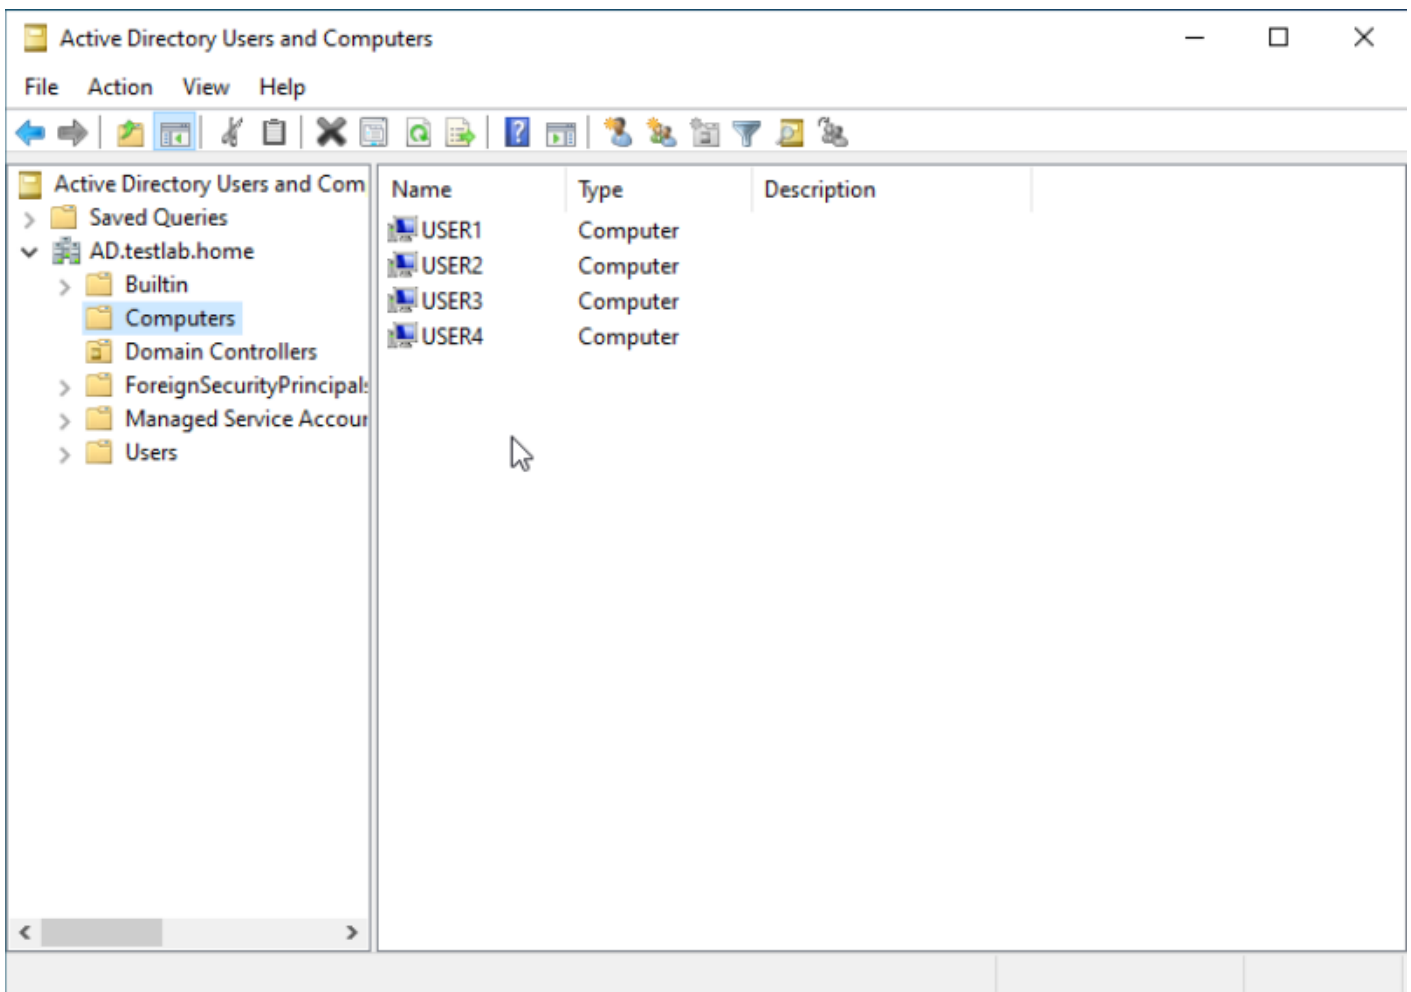 Active Directory Users and Computers
File Action View Help
Active Directory Users and Com
Saved Queries
AD.testlab.home
Builtin
Computers
Domain Controllers
ForeignSecurityPrincipals
Managed Service Accour
Users
Name Type Description
USER1 Computer
USER2 Computer
USER3 Computer
USER4 Computer